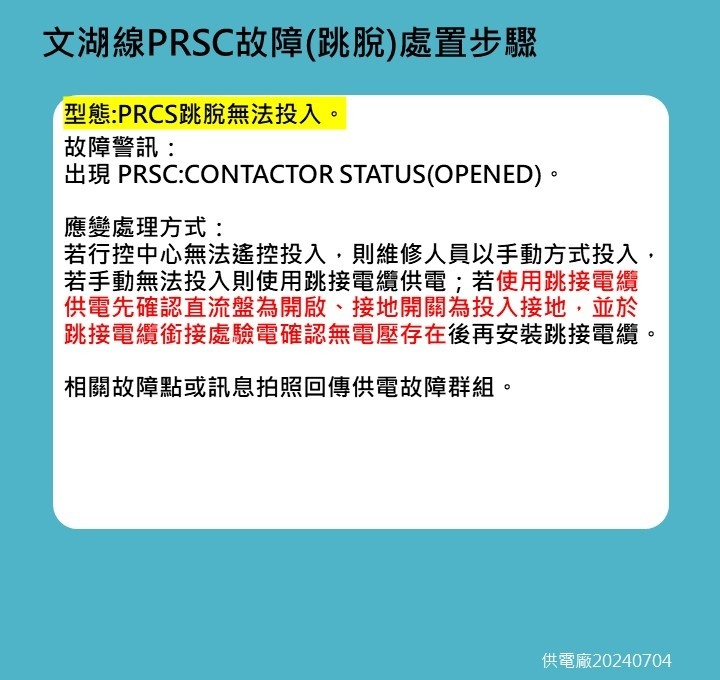 文湖線PRSC故障(跳脫)處置步驟
型態:PRCS跳脫無法投入。
故障警訊：
出現 PRSC:CONTACTOR STATUS(OPENED)。
應變處理方式：
若行控中心無法遙控投入，則維修人員以手動方式投入，
若手動無法投入則使用跳接電纜供電；若使用跳接電纜
供電先確認直流盤為開啟、接地開關為投入接地，並於
跳接電纜銜接處驗電確認無電壓存在後再安裝跳接電纜。
相關故障點或訊息拍照回傳供電故障群組。
供電廠20240704